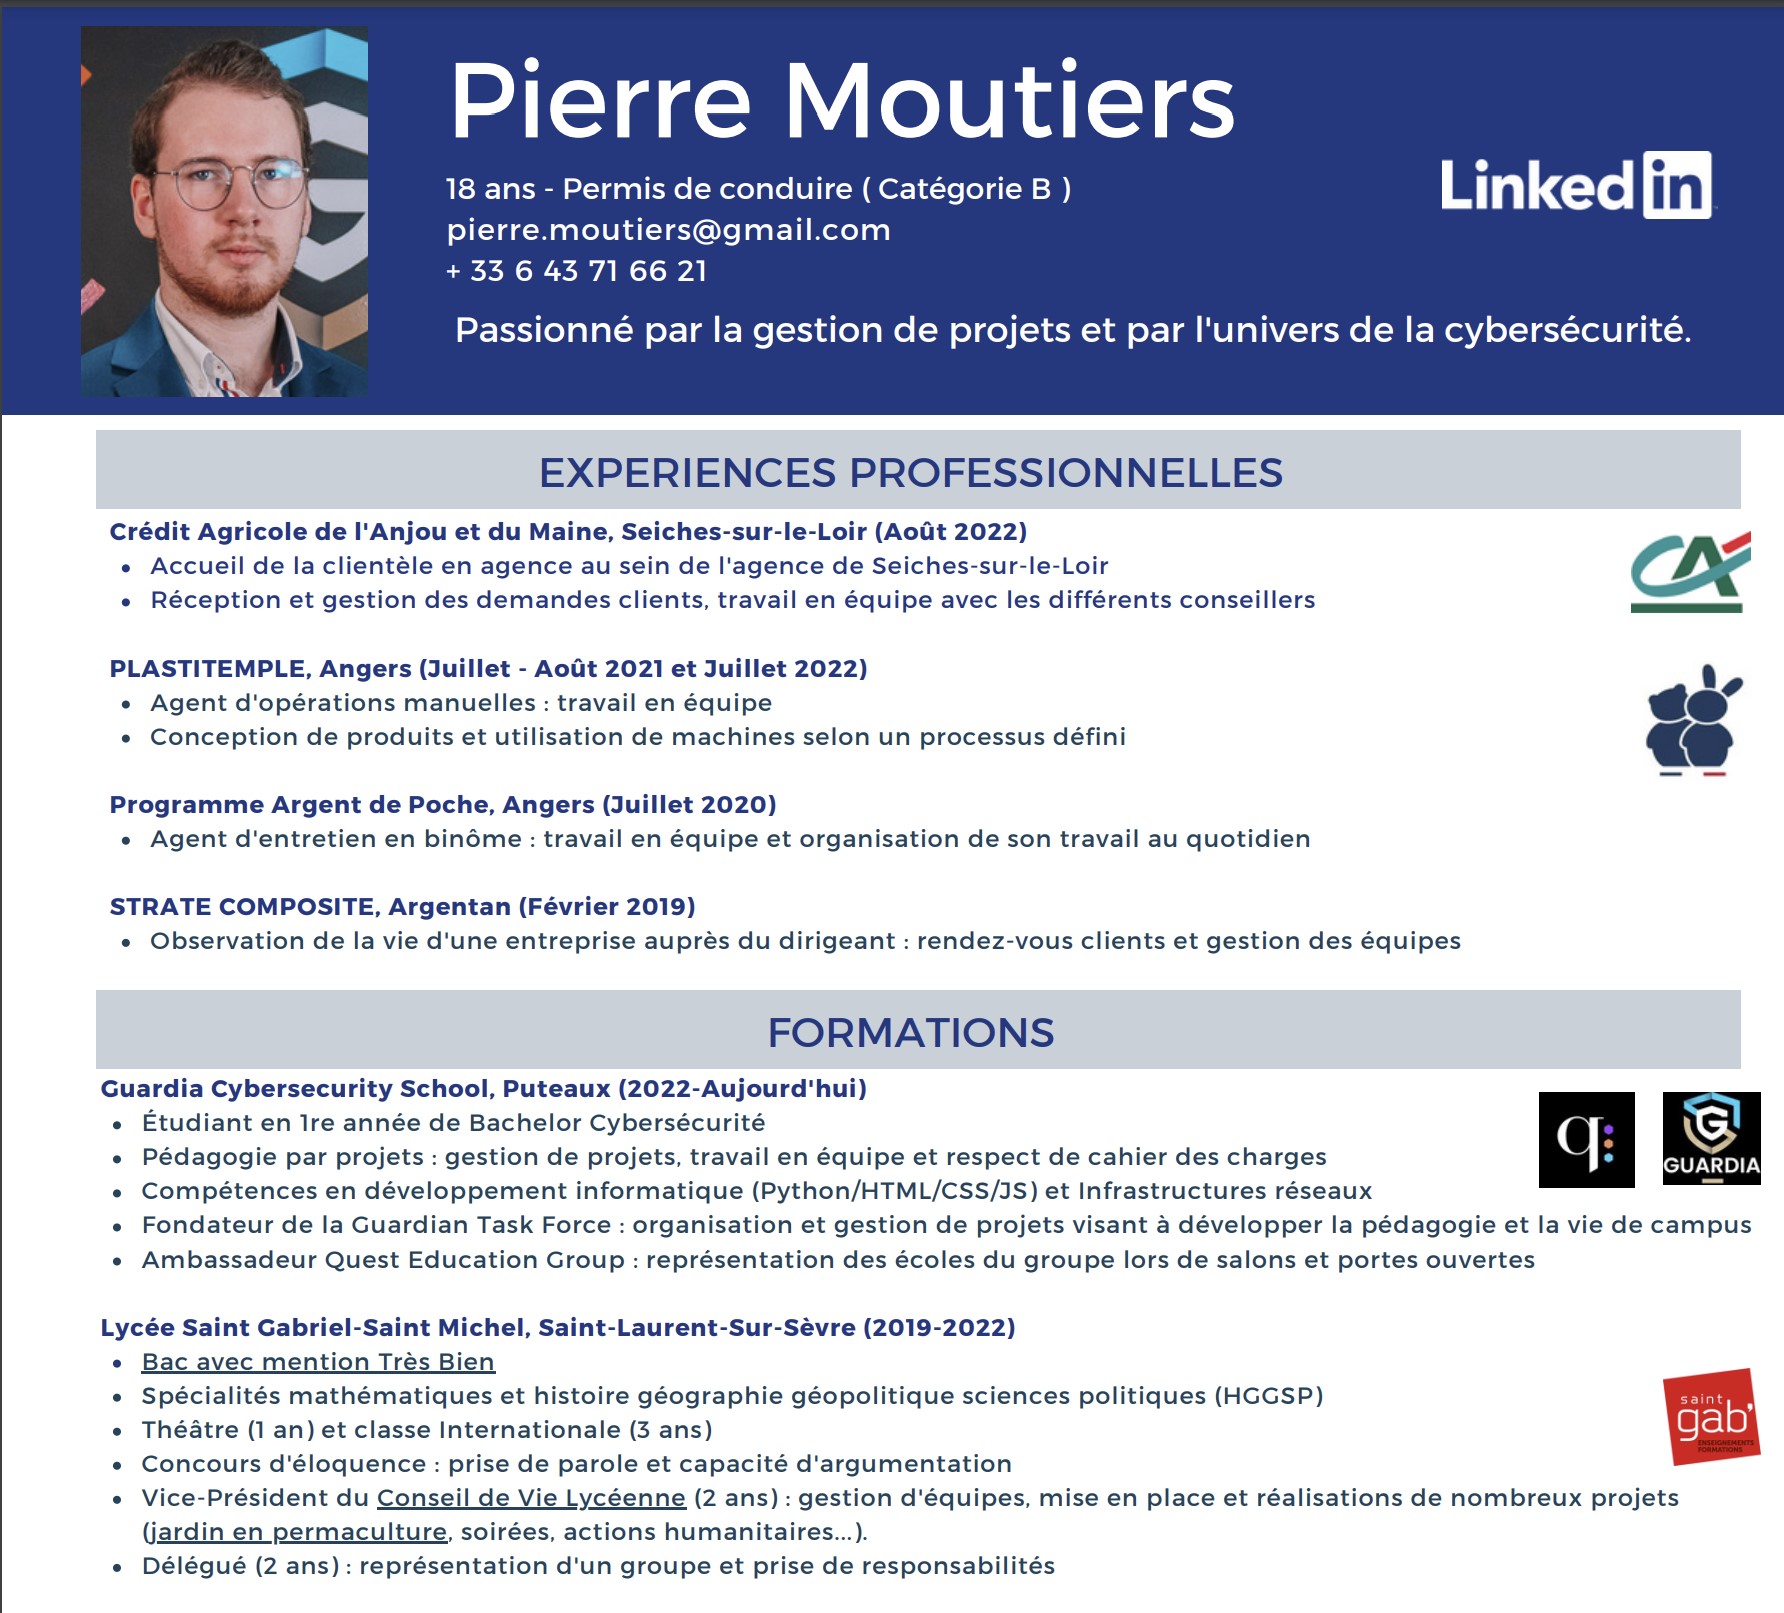 Pierre Moutiers
18 ans - Permis de conduire ( Catégorie B )
pierre.moutiers@gmail.com
+ 33 6 43 71 66 21
Linked in
Passionné par la gestion de projets et par l'univers de la cybersécurité.
EXPERIENCES PROFESSIONNELLES
Crédit Agricole de l'Anjou et du Maine, Seiches-sur-le-Loir (Août 2022)
• Accueil de la clientèle en agence au sein de l'agence de Seiches-sur-le-Loir
• Réception et gestion des demandes clients, travail en équipe avec les différents conseillers
CA
PLASTITEMPLE, Angers (Juillet - Août 2021 et Juillet 2022)
• Agent d'opérations manuelles : travail en équipe
• Conception de produits et utilisation de machines selon un processus défini
Programme Argent de Poche, Angers (Juillet 2020)
• Agent d'entretien en binôme : travail en équipe et organisation de son travail au quotidien
STRATE COMPOSITE, Argentan (Février 2019)
• Observation de la vie d'une entreprise auprès du dirigeant : rendez-vous clients et gestion des équipes
FORMATIONS
Guardia Cybersecurity School, Puteaux (2022-Aujourd'hui)
• Étudiant en 1re année de Bachelor Cybersécurité
• Pédagogie par projets : gestion de projets, travail en équipe et respect de cahier des charges
• Compétences en développement informatique (Python/HTML/CSS/JS) et Infrastructures réseaux
• Fondateur de la Guardian Task Force : organisation et gestion de projets visant à développer la pédagogie et la vie de campus
• Ambassadeur Quest Education Group : représentation des écoles du groupe lors de salons et portes ouvertes
q
G
GUARDIA
Lycée Saint Gabriel-Saint Michel, Saint-Laurent-Sur-Sèvre (2019-2022)
• Bac avec mention Très Bien
• Spécialités mathématiques et histoire géographie géopolitique sciences politiques (HGGSP)
• Théâtre (1 an) et classe Internationale (3 ans)
• Concours d'éloquence : prise de parole et capacité d'argumentation
• Vice-Président du Conseil de Vie Lycéenne (2 ans) : gestion d'équipes, mise en place et réalisations de nombreux projets
(jardin en permaculture, soirées, actions humanitaires...).
• Délégué (2 ans) : représentation d'un groupe et prise de responsabilités
saint
gab'
ENSEIGNEMENTS
FORMATIONS